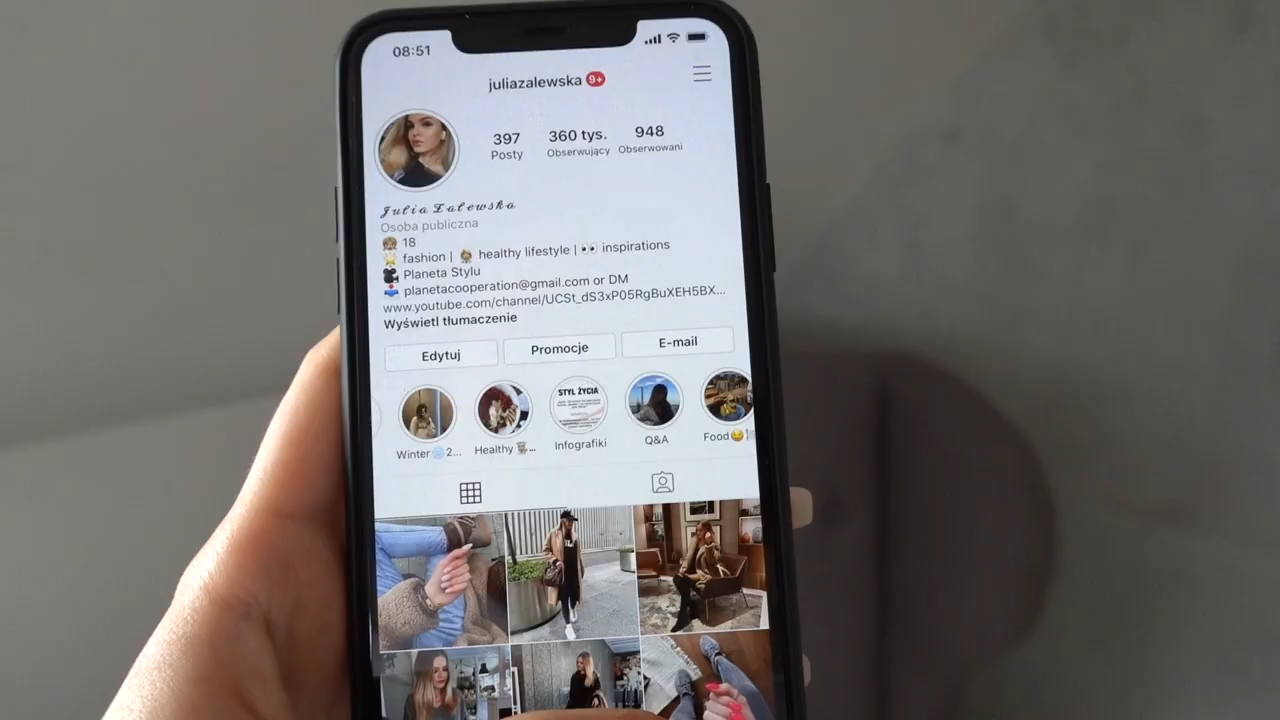 08:51
juliazalewska 9+
397 360 tys. 948
Posty Obserwujący Obserwowani
Julia Zalewska
Osoba publiczna
18
fashion | healthy lifestyle | 👀 inspirations
Planeta Stylu
planetacooperation@gmail.com or DM
www.youtube.com/channel/UCSt_dS3xP05RgBuXEH5BX...
Wyświetl tłumaczenie
Edytuj Promocje E-mail
STYL ŻYCIA
Winter 2... Healthy ... Infografiki Q&A Food